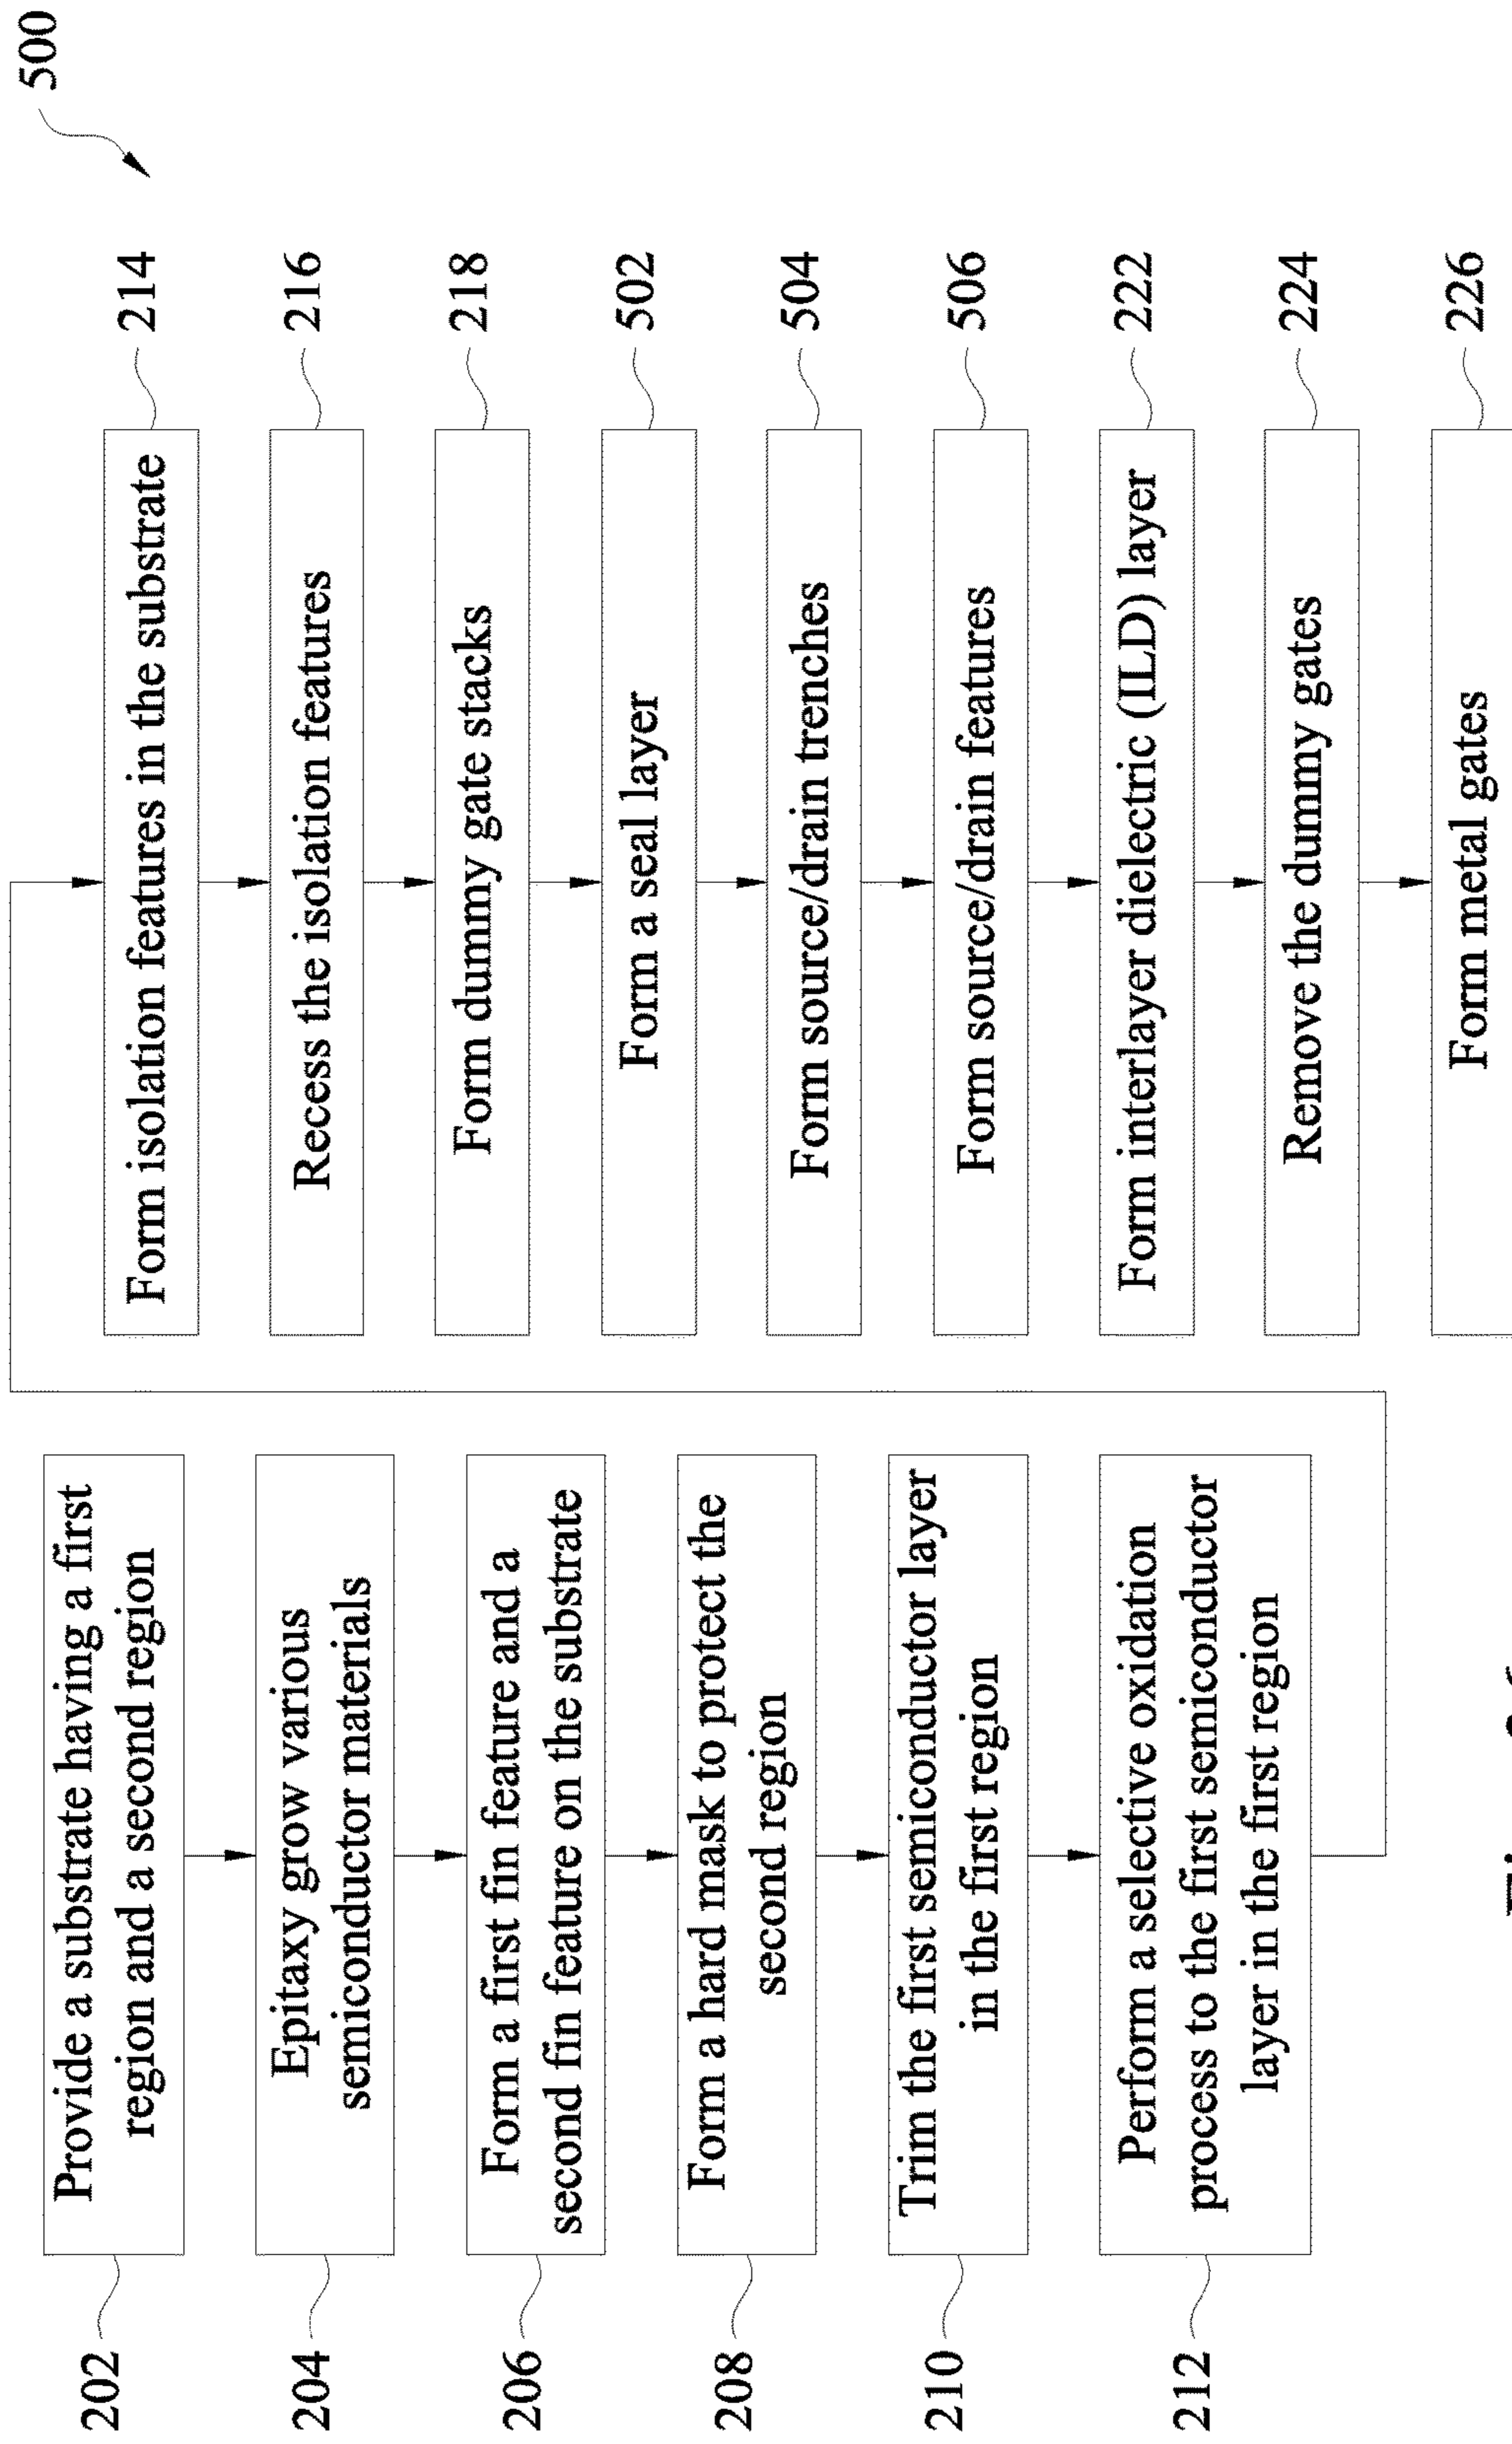 500
202
Provide a substrate having a first
region and a second region
204
Epitaxy grow various
semiconductor materials
206
Form a first fin feature and a
second fin feature on the substrate
208
Form a hard mask to protect the
second region
210
Trim the first semiconductor layer
in the first region
212
Perform a selective oxidation
process to the first semiconductor
layer in the first region
Form isolation features in the substrate
214
Recess the isolation features
216
Form dummy gate stacks
218
Form a seal layer
502
Form source/drain trenches
504
Form source/drain features
506
Form interlayer dielectric (ILD) layer
222
Remove the dummy gates
224
Form metal gates
226